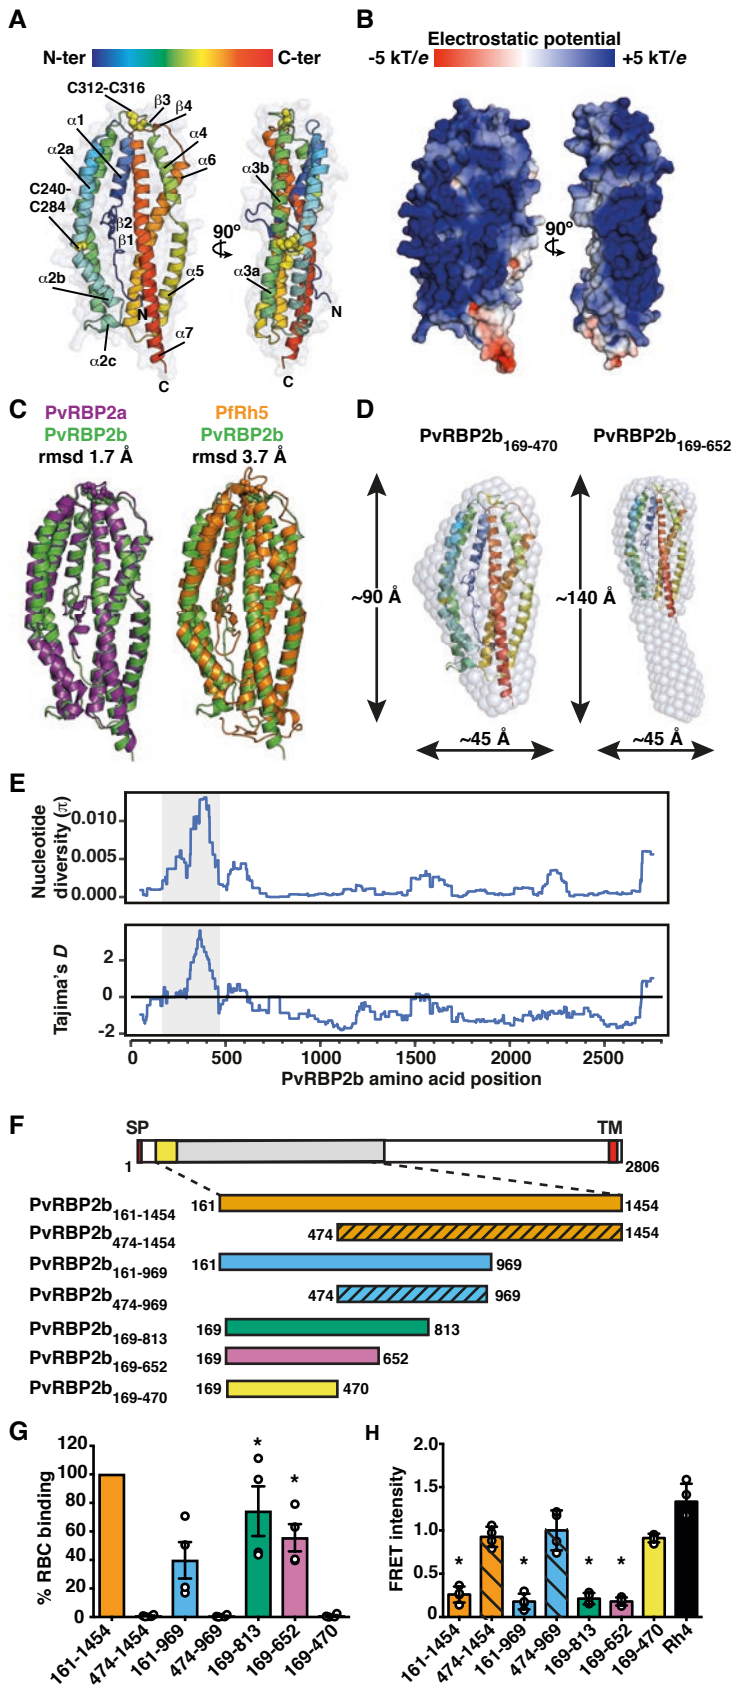 A
N-ter
C-ter
C312-C316
β3
β4
α1
α4
α2a
α6
C240-
C284
α3b
β2
β1
90º
α2b
α5
α3a
N
N
α2c
α7
C
C
B
Electrostatic potential
-5 kT/e
+5 kT/e
90º
C
PvRBP2a
PvRBP2b
rmsd 1.7 Å
PfRh5
PvRBP2b
rmsd 3.7 Å
D
PvRBP2b169-470
PvRBP2b169-652
~90 Å
~140 Å
~45 Å
~45 Å
E
Nucleotide
diversity (π)
0.010
0.005
0.000
Tajima's D
2
0
-2
0
500
1000
1500
2000
2500
PvRBP2b amino acid position
F
SP
TM
1
2806
PvRBP2b161-1454
161
1454
PvRBP2b474-1454
474
1454
PvRBP2b161-969
161
969
PvRBP2b474-969
474
969
PvRBP2b169-813
169
813
PvRBP2b169-652
169
652
PvRBP2b169-470
169
470
G
% RBC binding
120
100
80
60
40
20
0
*
*
161-1454
474-1454
161-969
474-969
169-813
169-652
169-470
H
FRET intensity
2.0
1.5
1.0
0.5
0
*
*
*
*
161-1454
474-1454
161-969
474-969
169-813
169-652
169-470
Rh4